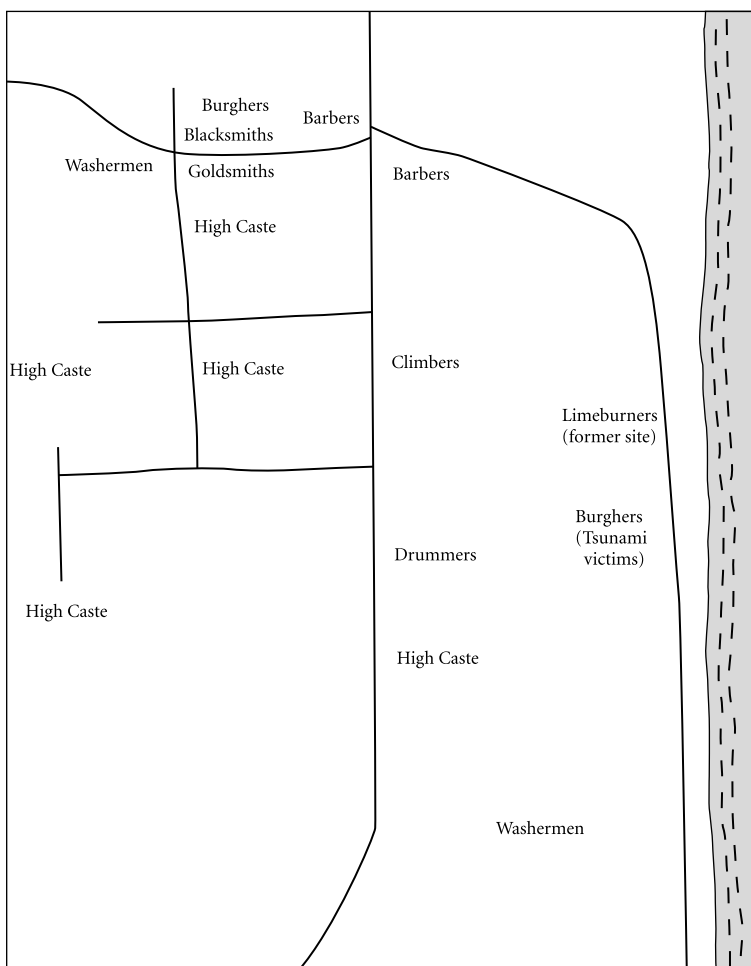 Burghers
Barbers
Blacksmiths
Washermen
Goldsmiths
Barbers
High Caste
High Caste
High Caste
Climbers
Limeburners
(former site)
Burghers
(Tsunami
victims)
Drummers
High Caste
High Caste
Washermen